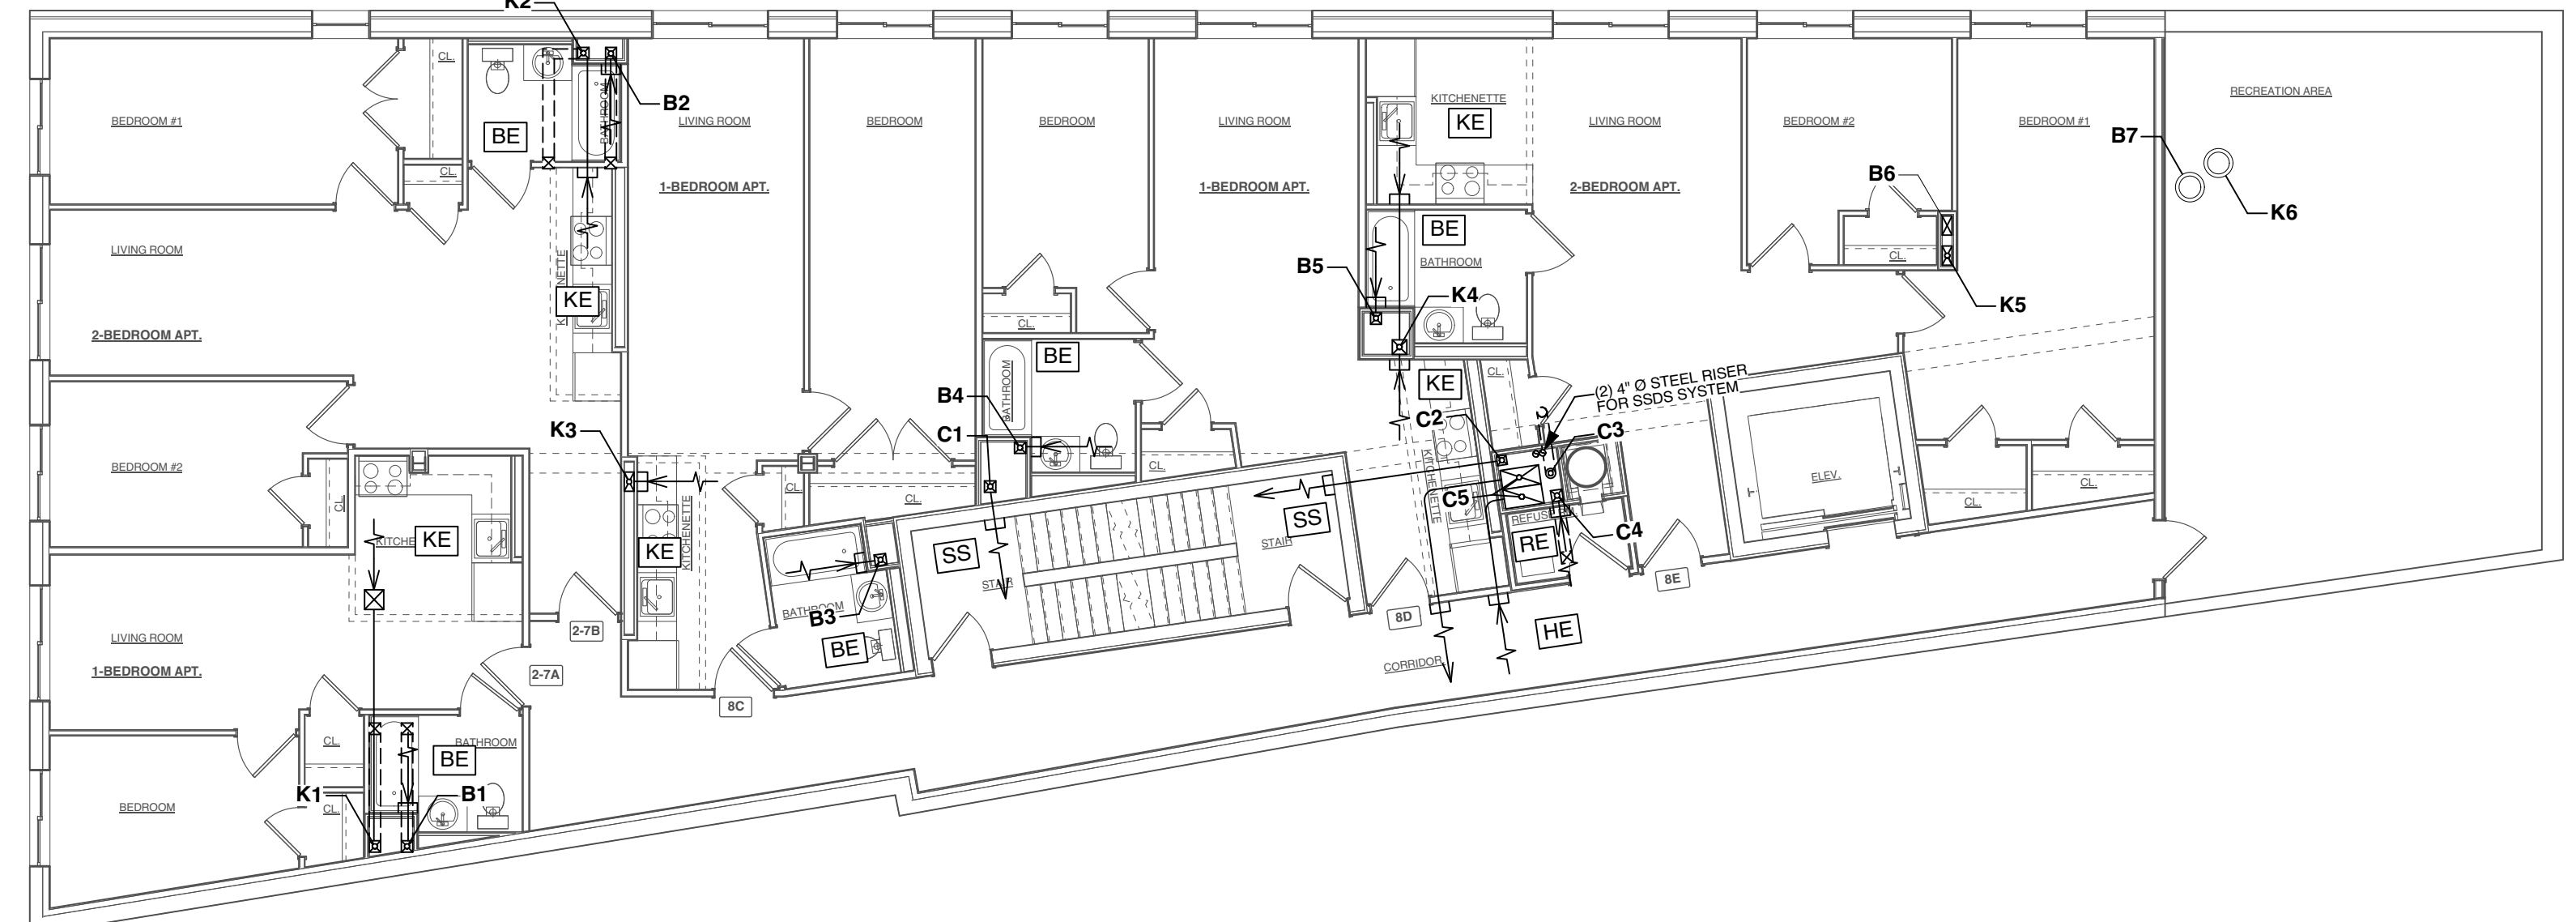 K2
CL.
BEDROOM #1
B2
BATHROOM
BE
CL.
LIVING ROOM
BEDROOM
BEDROOM
LIVING ROOM
KITCHENETTE
KE
LIVING ROOM
BEDROOM #2
BEDROOM #1
RECREATION AREA
B7
K6
1-BEDROOM APT.
1-BEDROOM APT.
2-BEDROOM APT.
B6
CL.
K5
LIVING ROOM
KE
2-BEDROOM APT.
BE
BATHROOM
B5
K4
CL.
BE
BATHROOM
KE
CL.
(2) 4" Ø STEEL RISER
FOR SSDS SYSTEM
B4
C1
C2
C3
K3
BEDROOM #2
CL.
CL.
CL.
CL.
KITCHENETTE
C5
C4
ELEV.
CL.
CL.
KE
KE
KITCHENETTE
SS
STAIR
SS
STAIR
RE
8E
BATHROOM
B3
BE
8D
HE
CORRIDOR
2-7B
2-7A
8C
LIVING ROOM
1-BEDROOM APT.
CL.
BATHROOM
BE
BEDROOM
K1
CL.
B1